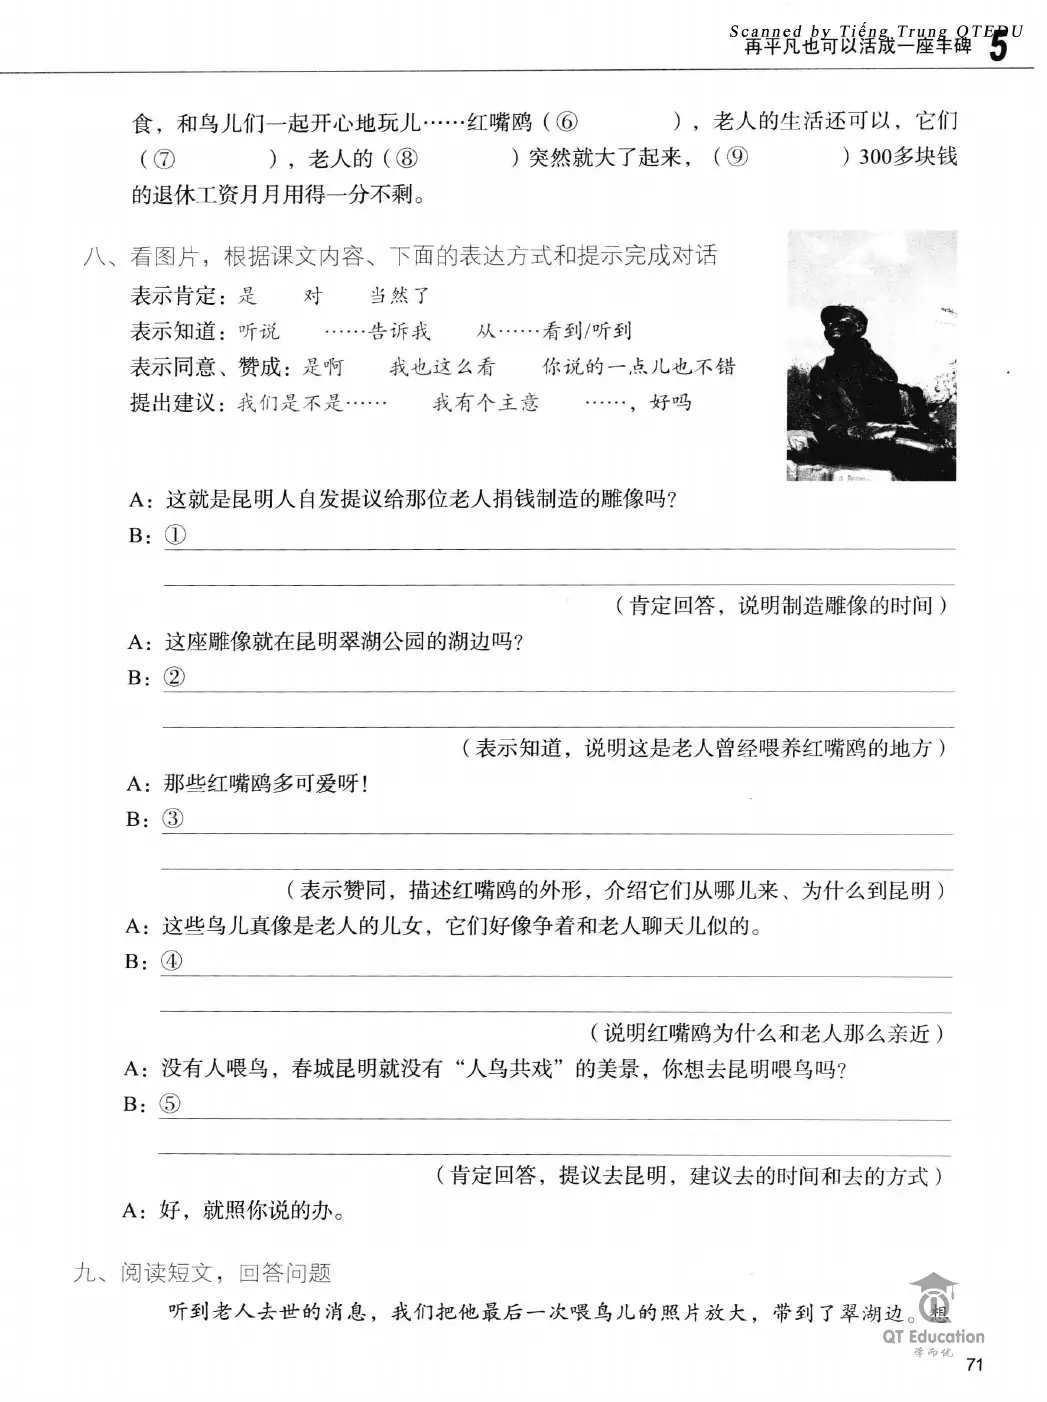 Scanned by Tiếng Trung QTEDU
再平凡也可以活成一座丰碑 5
食，和鸟儿们一起开心地玩儿……红嘴鸥（⑥ ），老人的生活还可以，它们
（⑦ ），老人的（⑧ ）突然就大了起来，（⑨ ）300多块钱
的退休工资月月用得一分不剩。
八、看图片，根据课文内容、下面的表达方式和提示完成对话
表示肯定：是 对 当然了
表示知道：听说 ……告诉我 从……看到/听到
表示同意、赞成：是啊 我也这么看 你说的一点儿也不错
提出建议：我们是不是…… 我有个主意 ……，好吗
A：这就是昆明人自发提议给那位老人捐钱制造的雕像吗？
B：①
（肯定回答，说明制造雕像的时间）
A：这座雕像就在昆明翠湖公园的湖边吗？
B：②
（表示知道，说明这是老人曾经喂养红嘴鸥的地方）
A：那些红嘴鸥多可爱呀！
B：③
（表示赞同，描述红嘴鸥的外形，介绍它们从哪儿来、为什么到昆明）
A：这些鸟儿真像是老人的儿女，它们好像争着和老人聊天儿似的。
B：④
（说明红嘴鸥为什么和老人那么亲近）
A：没有人喂鸟，春城昆明就没有“人鸟共戏”的美景，你想去昆明喂鸟吗？
B：⑤
（肯定回答，提议去昆明，建议去的时间和去的方式）
A：好，就照你说的办。
九、阅读短文，回答问题
听到老人去世的消息，我们把他最后一次喂鸟儿的照片放大，带到了翠湖边。想
QT Education
学而优
71